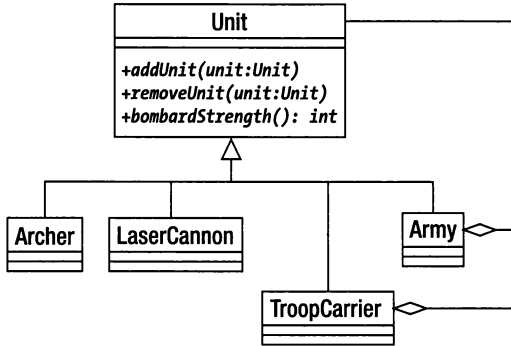 Unit
+addUnit(unit:Unit)
+removeUnit(unit:Unit)
+bombardStrength(): int
Archer
LaserCannon
Army
TroopCarrier